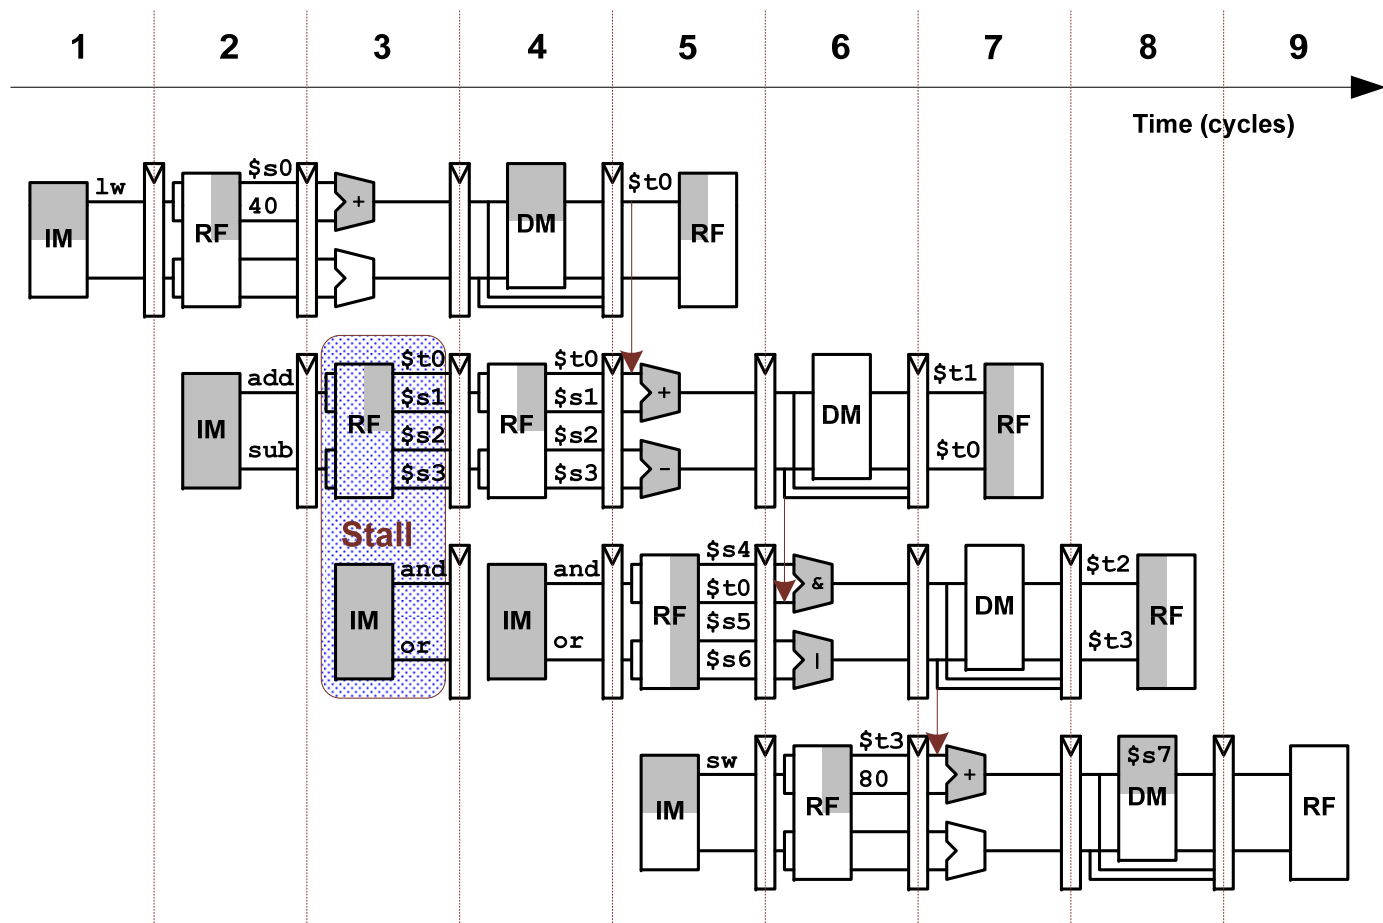 1 2 3 4 5 6 7 8 9
Time (cycles)
IM lw RF $s0 40 + DM $t0 RF
IM add sub RF $t0 $s1 $s2 $s3 RF $t0 $s1 $s2 $s3 + - DM $t1 $t0 RF
Stall
IM and or IM and or RF $s4 $t0 $s5 $s6 & | DM $t2 $t3 RF
IM sw RF $t3 80 + $s7 DM RF